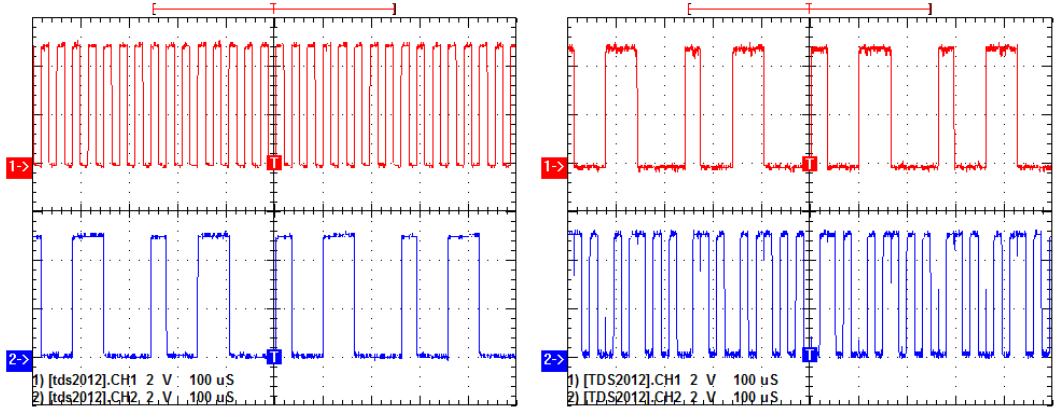 T
1->
T
2->
1) [tds2012].CH1 2 V 100 uS
2) [tds2012].CH2 2 V 100 uS
T
1->
T
2->
1) [TDS2012].CH1 2 V 100 uS
2) [TDS2012].CH2 2 V 100 uS